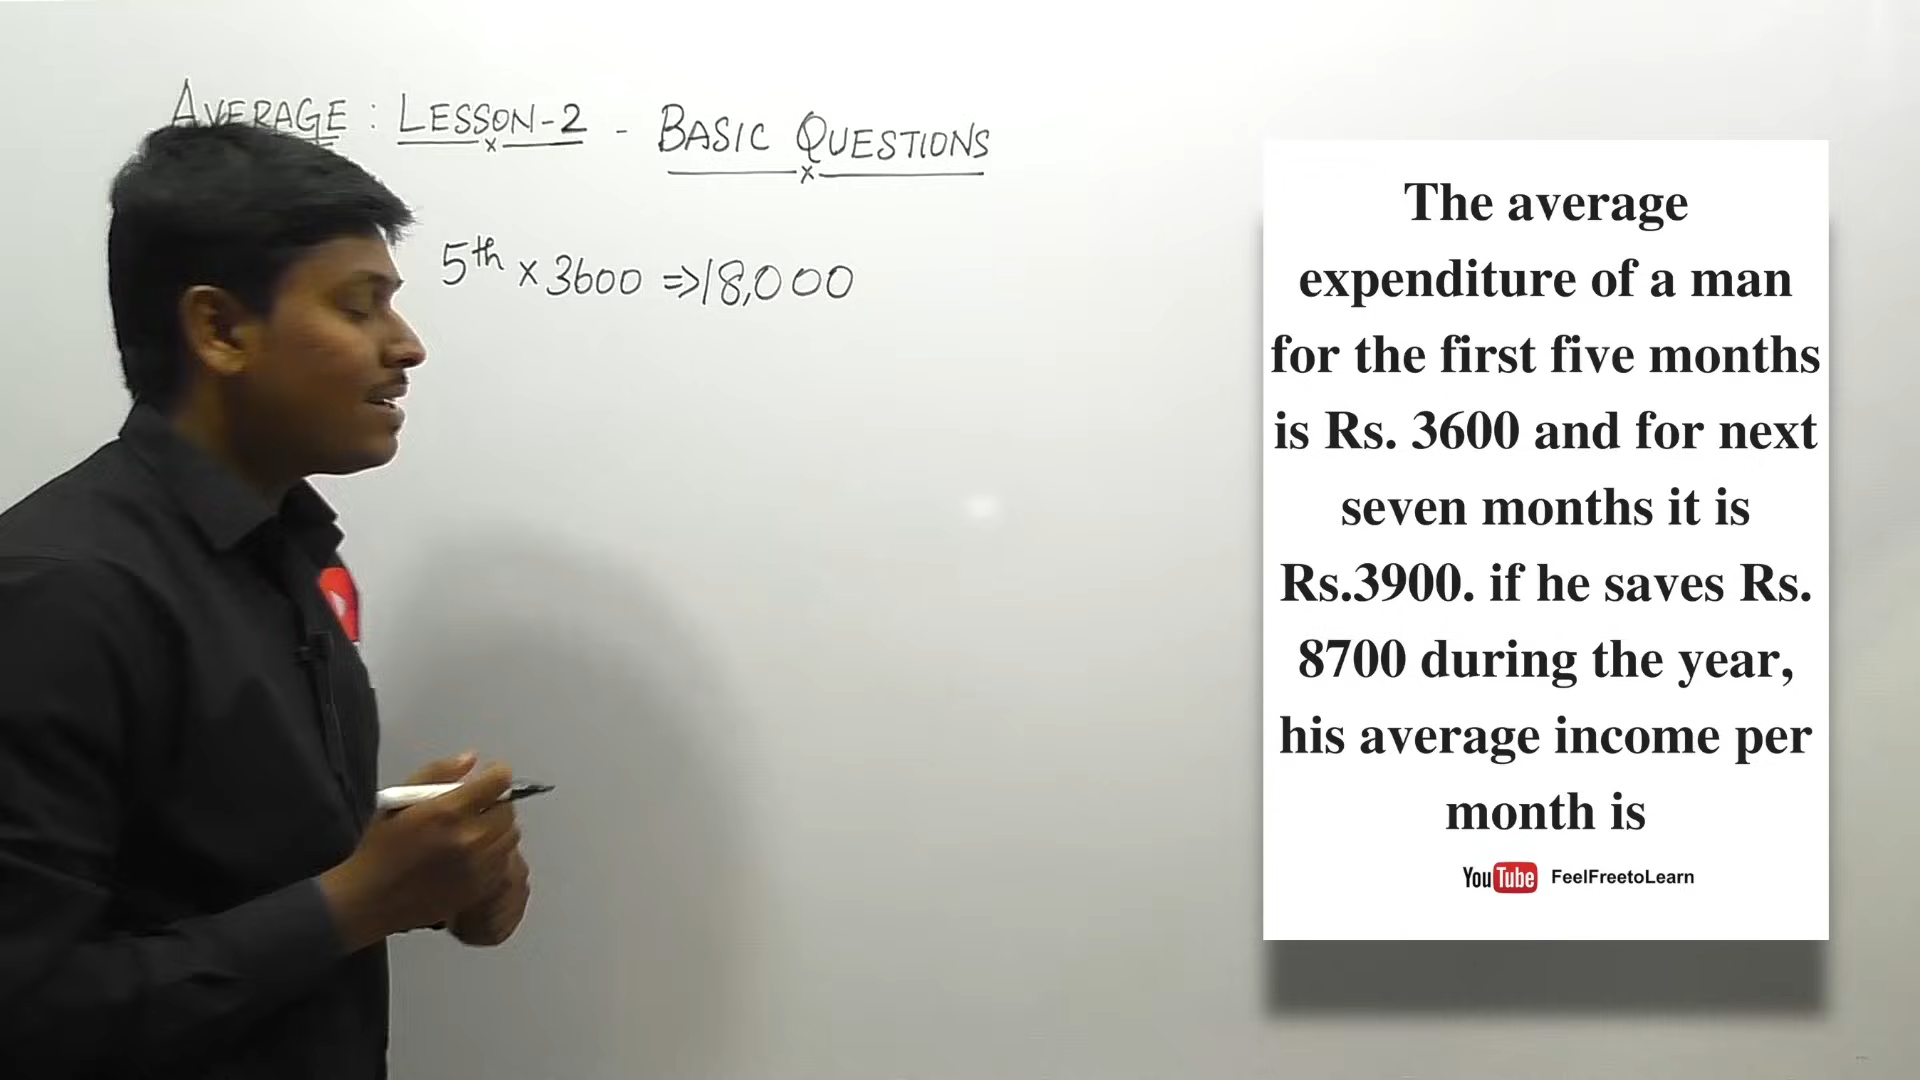 AVERAGE : LESSON-2 - BASIC QUESTIONS
5th x 3600 => 18,000
The average
expenditure of a man
for the first five months
is Rs. 3600 and for next
seven months it is
Rs.3900. if he saves Rs.
8700 during the year,
his average income per
month is
YouTube FeelFreetoLearn